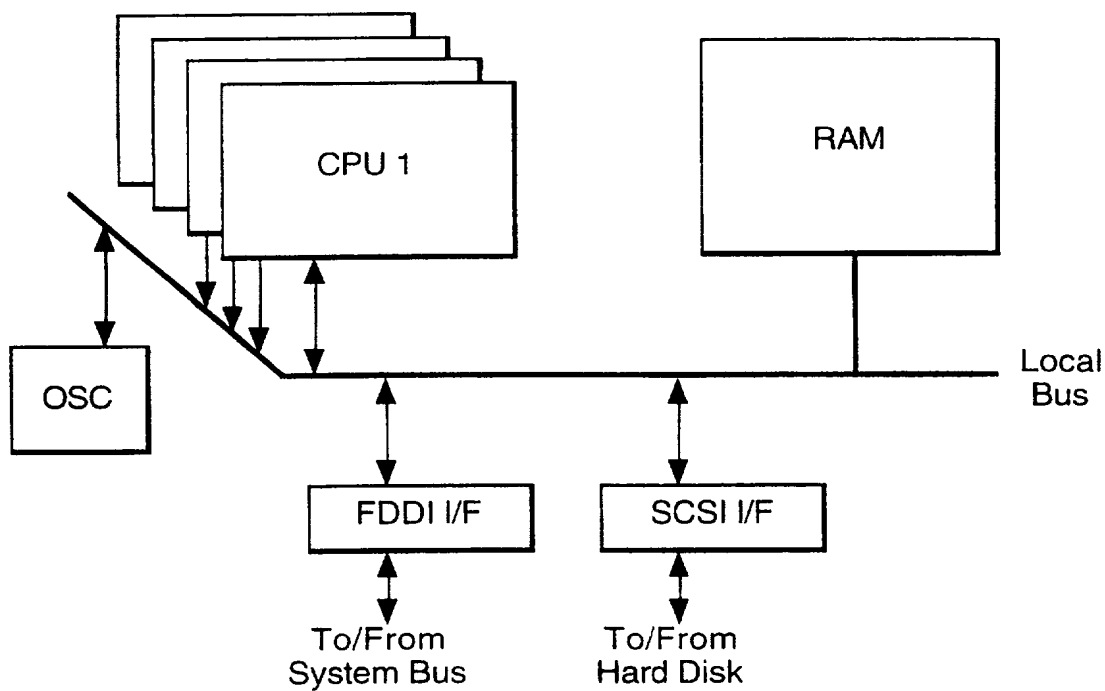 CPU 1
RAM
OSC
Local
Bus
FDDI I/F
SCSI I/F
To/From
System Bus
To/From
Hard Disk